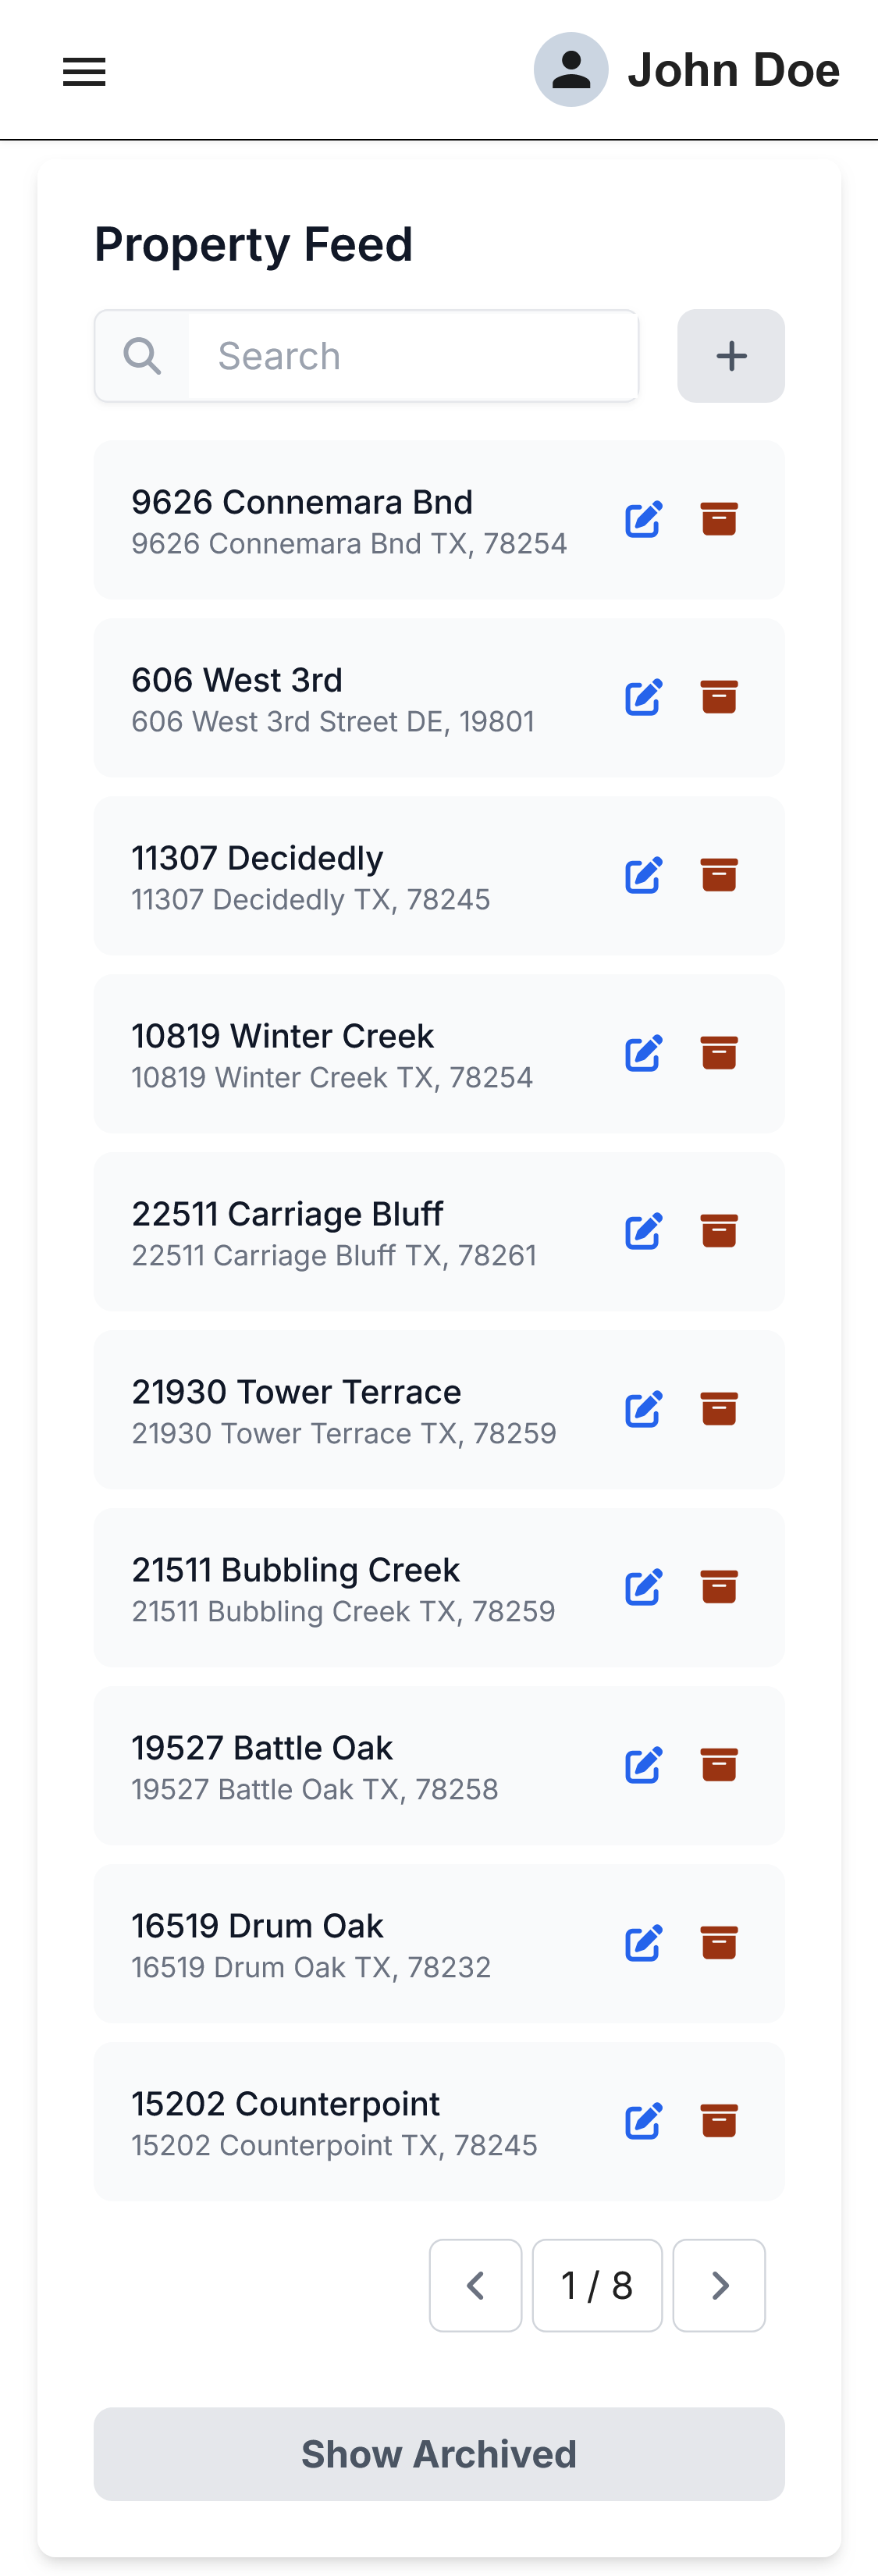 John Doe
Property Feed
Search
9626 Connemara Bnd
9626 Connemara Bnd TX, 78254
606 West 3rd
606 West 3rd Street DE, 19801
11307 Decidedly
11307 Decidedly TX, 78245
10819 Winter Creek
10819 Winter Creek TX, 78254
22511 Carriage Bluff
22511 Carriage Bluff TX, 78261
21930 Tower Terrace
21930 Tower Terrace TX, 78259
21511 Bubbling Creek
21511 Bubbling Creek TX, 78259
19527 Battle Oak
19527 Battle Oak TX, 78258
16519 Drum Oak
16519 Drum Oak TX, 78232
15202 Counterpoint
15202 Counterpoint TX, 78245
1 / 8
Show Archived